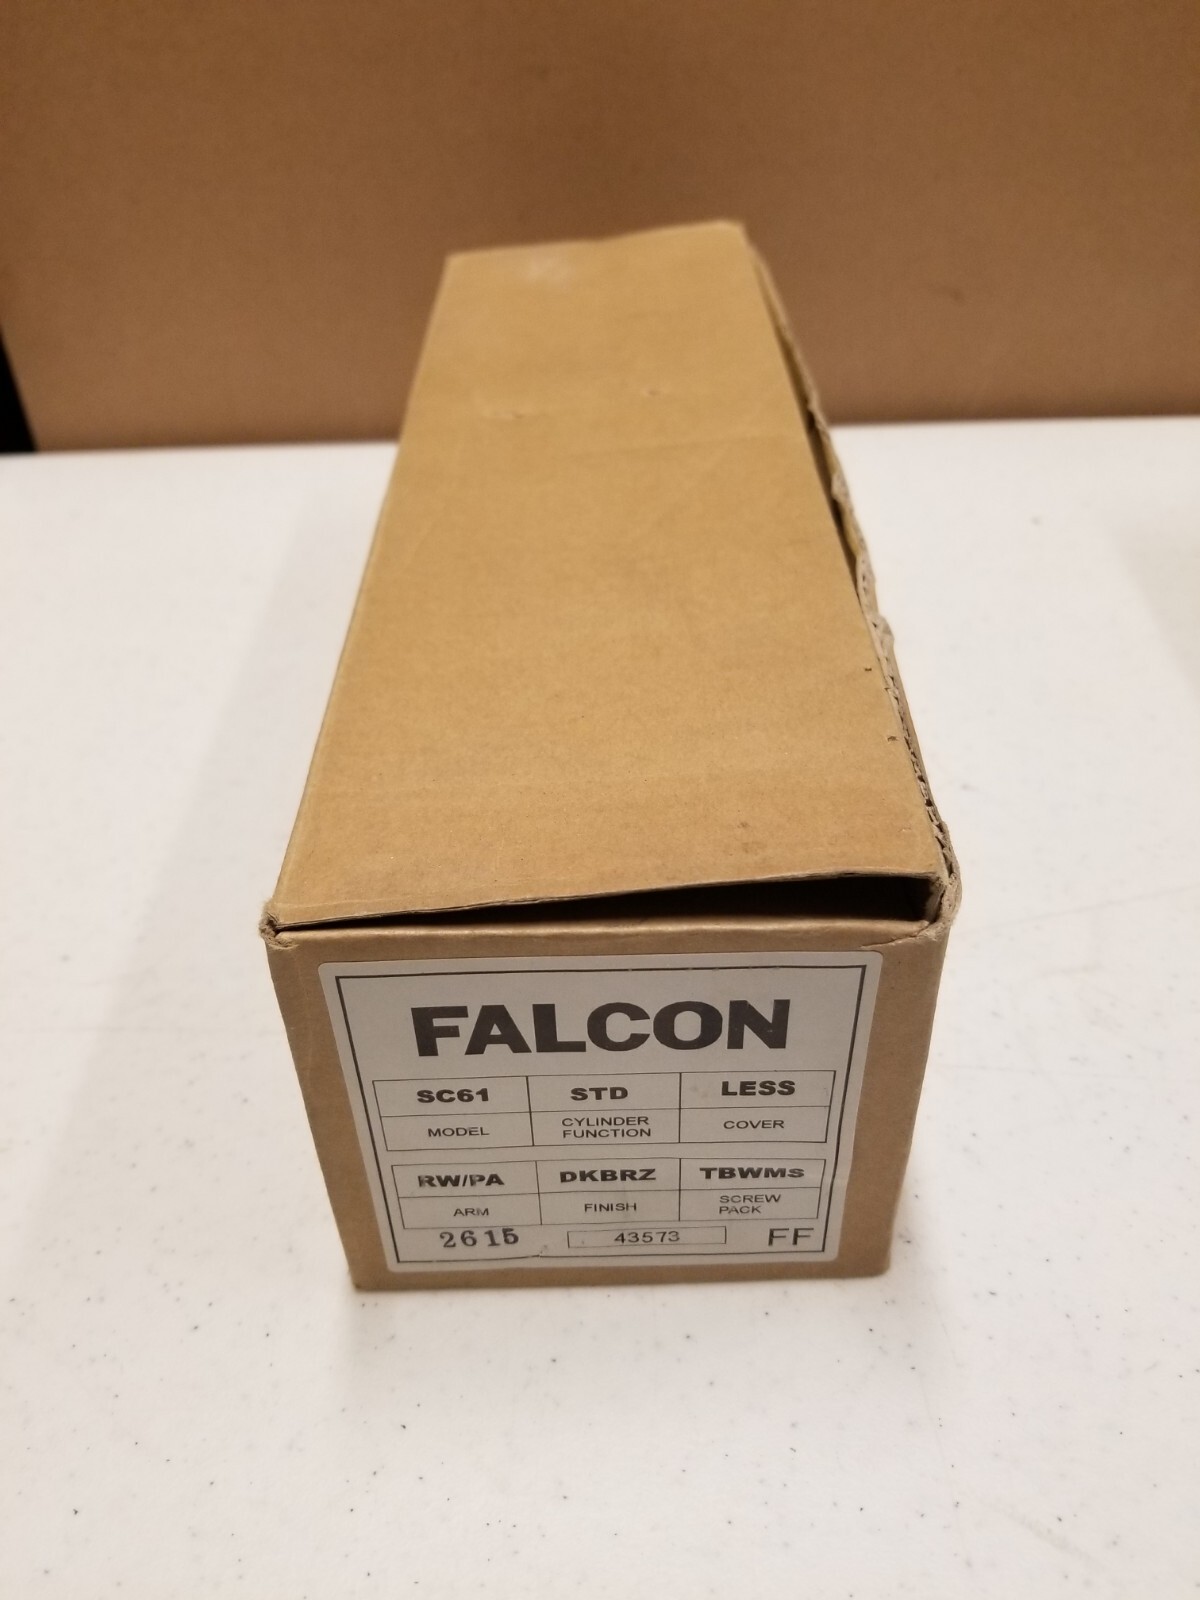 FALCON
SC61 STD LESS
MODEL CYLINDER FUNCTION COVER
RW/PA DKBRZ TBWMS
ARM FINISH SCREW PACK
2615 43573 FF